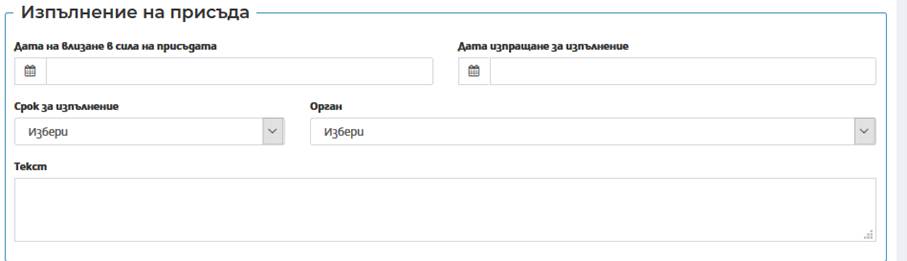 Изпълнение на присъда
Дата на влизане в сила на присъдата
Дата изпращане за изпълнение
Срок за изпълнение
Орган
Избери
Избери
Текст